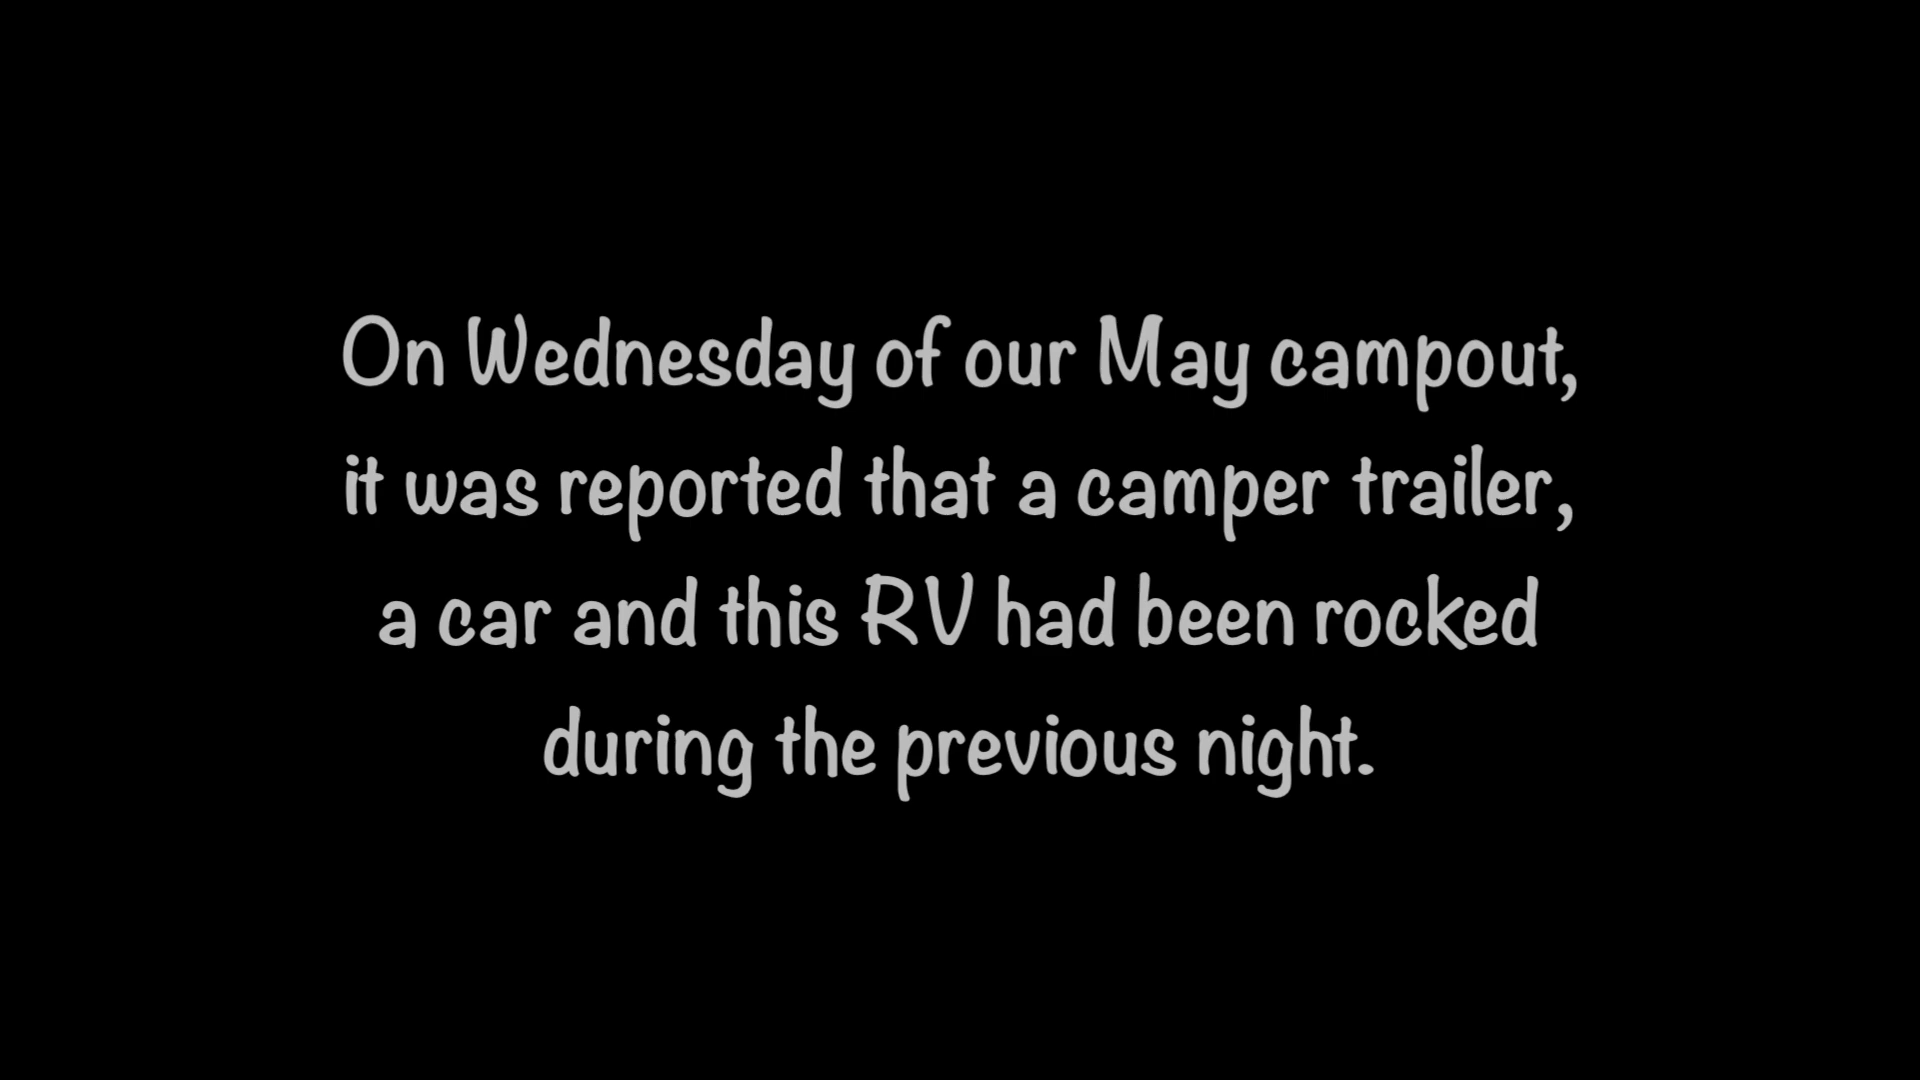 On Wednesday of our May campout,
it was reported that a camper trailer,
a car and this RV had been rocked
during the previous night.